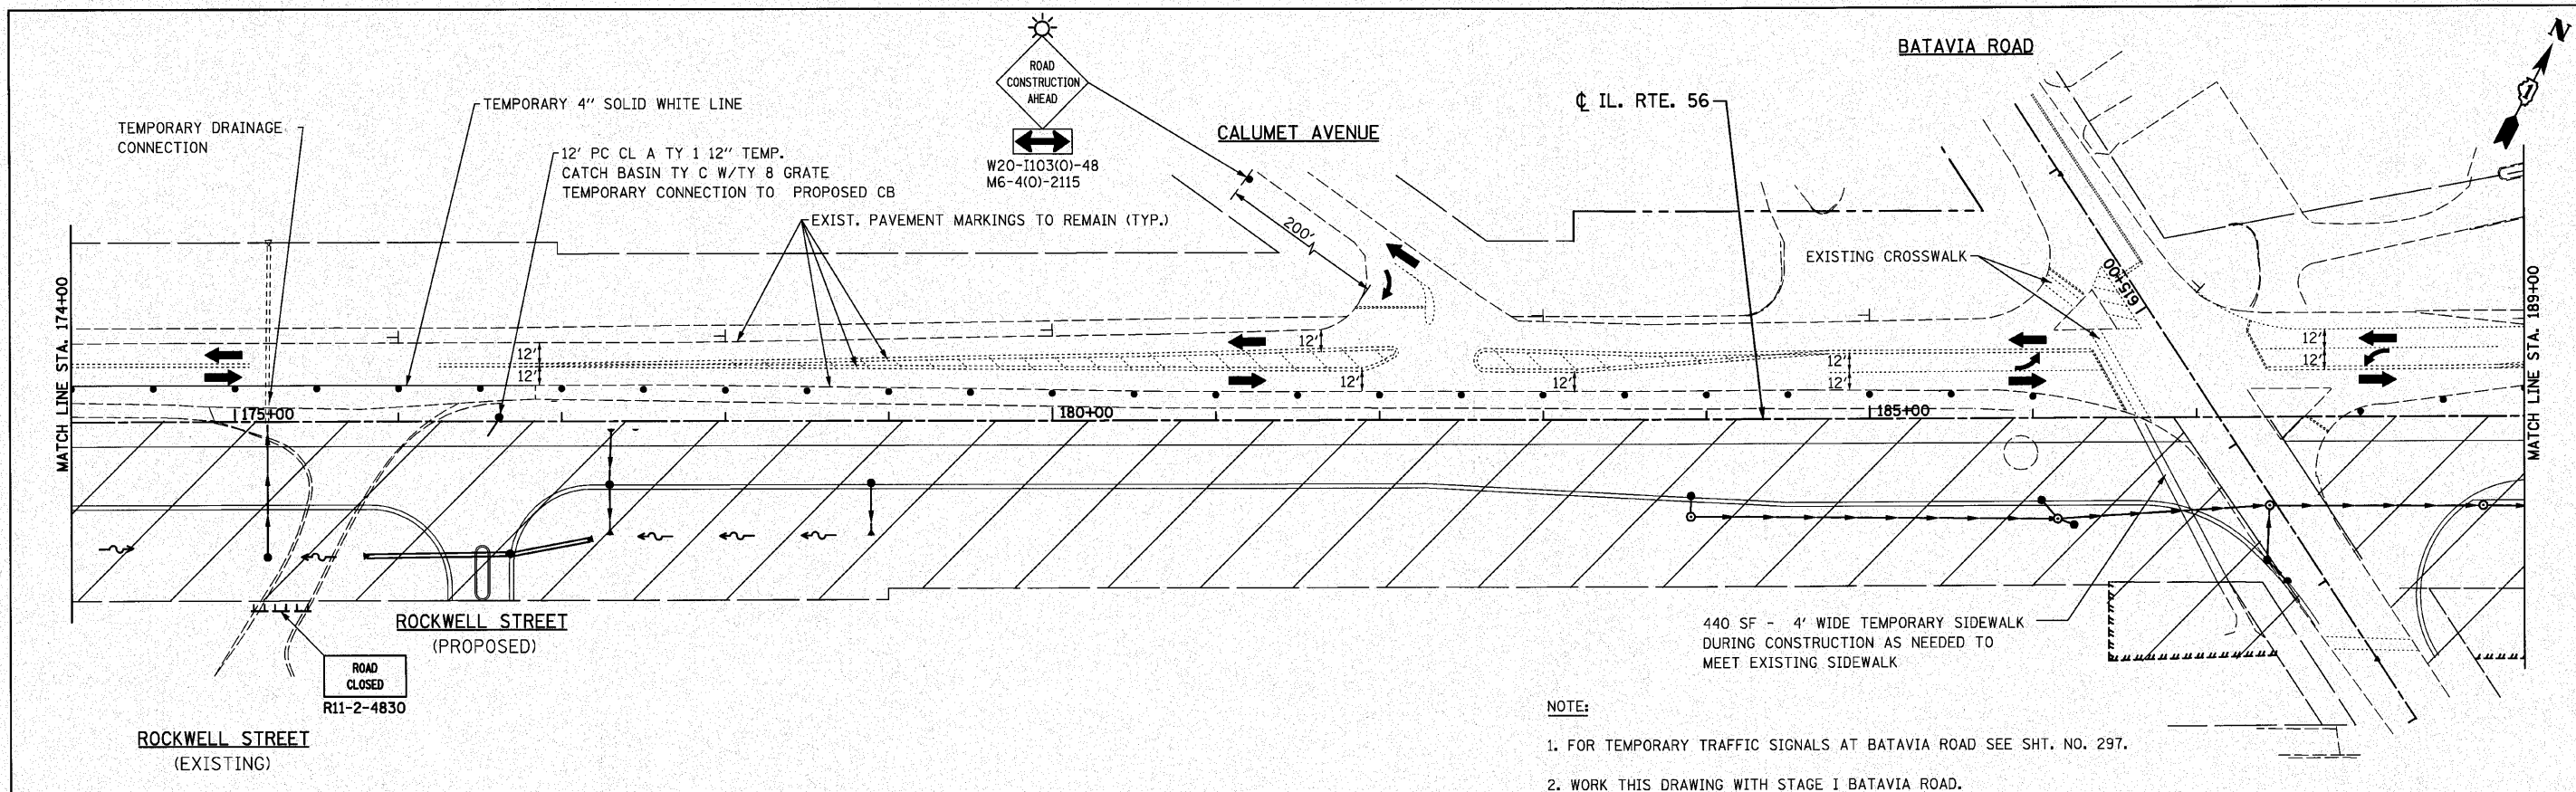 BATAVIA ROAD
N
1
ROAD
CONSTRUCTION
AHEAD
W20-I103(O)-48
M6-4(O)-2115
TEMPORARY 4" SOLID WHITE LINE
℄ IL. RTE. 56
TEMPORARY DRAINAGE
CONNECTION
CALUMET AVENUE
12' PC CL A TY 1 12" TEMP.
CATCH BASIN TY C W/TY 8 GRATE
TEMPORARY CONNECTION TO PROPOSED CB
EXIST. PAVEMENT MARKINGS TO REMAIN (TYP.)
200'
EXISTING CROSSWALK
615+00
MATCH LINE STA. 174+00
MATCH LINE STA. 189+00
12'
12'
12'
12'
12'
12'
12'
12'
12'
175+00
180+00
185+00
ROCKWELL STREET
(PROPOSED)
440 SF - 4' WIDE TEMPORARY SIDEWALK
DURING CONSTRUCTION AS NEEDED TO
MEET EXISTING SIDEWALK
ROAD
CLOSED
R11-2-4830
ROCKWELL STREET
(EXISTING)
NOTE:
1. FOR TEMPORARY TRAFFIC SIGNALS AT BATAVIA ROAD SEE SHT. NO. 297.
2. WORK THIS DRAWING WITH STAGE I BATAVIA ROAD.